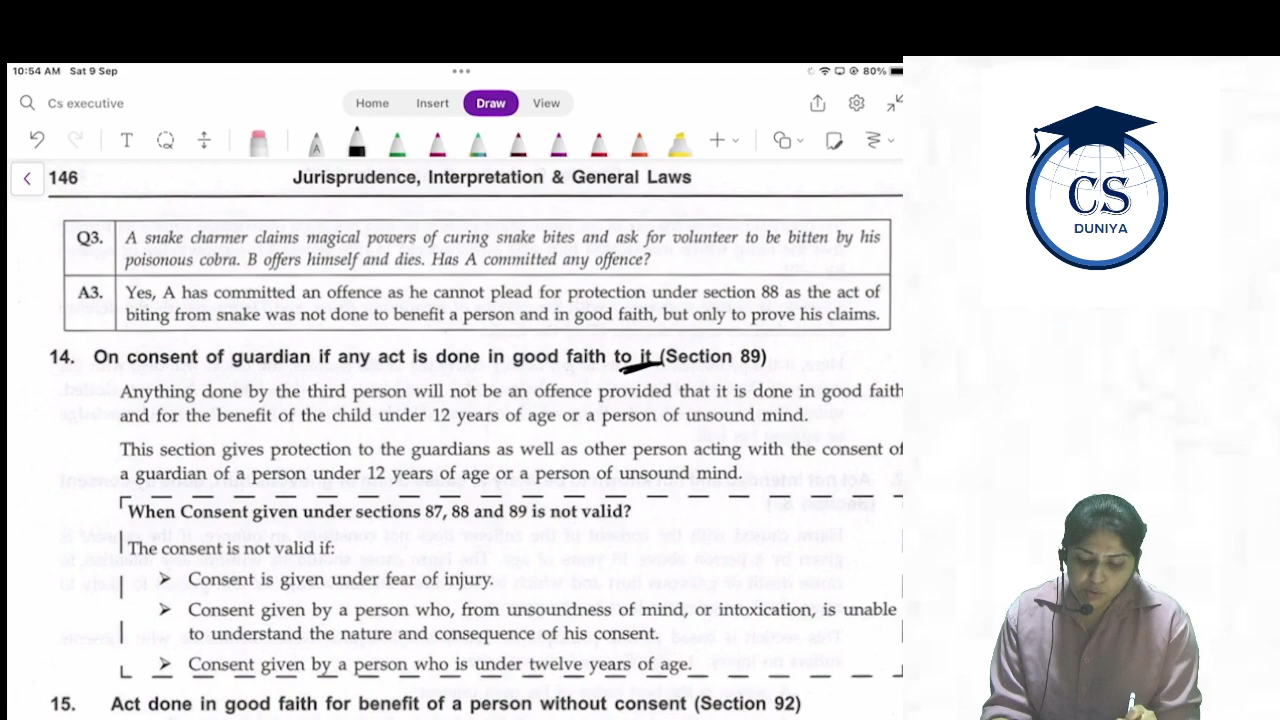 10:54 AM Sat 9 Sep
80%
Cs executive
Home Insert Draw View
T
A
146 Jurisprudence, Interpretation & General Laws
Q3. A snake charmer claims magical powers of curing snake bites and ask for volunteer to be bitten by his
poisonous cobra. B offers himself and dies. Has A committed any offence?
A3. Yes, A has committed an offence as he cannot plead for protection under section 88 as the act of
biting from snake was not done to benefit a person and in good faith, but only to prove his claims.
14. On consent of guardian if any act is done in good faith to it (Section 89)
Anything done by the third person will not be an offence provided that it is done in good faith
and for the benefit of the child under 12 years of age or a person of unsound mind.
This section gives protection to the guardians as well as other person acting with the consent of
a guardian of a person under 12 years of age or a person of unsound mind.
When Consent given under sections 87, 88 and 89 is not valid?
The consent is not valid if:
➢ Consent is given under fear of injury.
➢ Consent given by a person who, from unsoundness of mind, or intoxication, is unable
to understand the nature and consequence of his consent.
➢ Consent given by a person who is under twelve years of age.
15. Act done in good faith for benefit of a person without consent (Section 92)
CS
DUNIYA